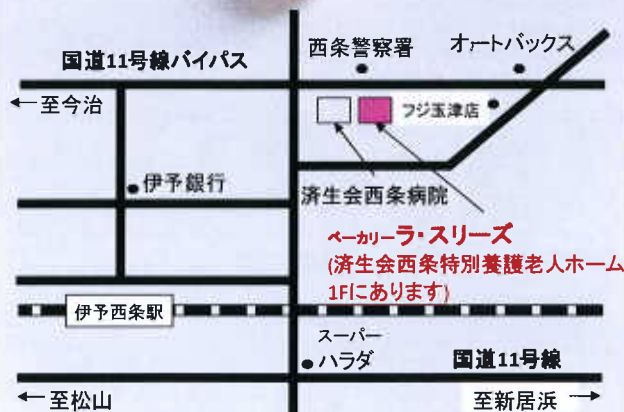 国道11号線バイパス
西条警察署
オートバックス
←至今治
フジ玉津店
伊予銀行
済生会西条病院
ベーカリーラ・スリーズ
(済生会西条特別養護老人ホーム
1Fにあります)
伊予西条駅
スーパー
ハラダ
国道11号線
←至松山
至新居浜→